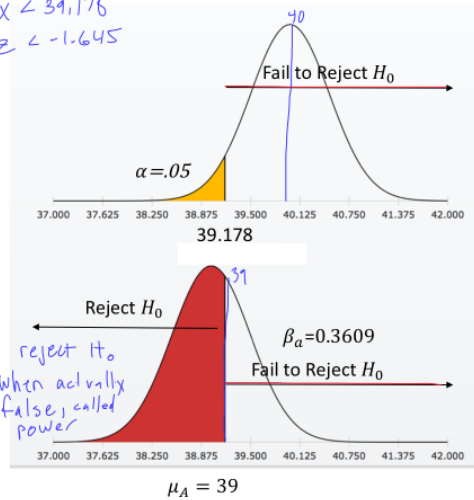 x < 39.178
z < -1.645
40
Fail to Reject H₀
α=.05
37.000 37.625 38.250 38.875 39.500 40.125 40.750 41.375 42.000
39.178
39
Reject H₀
βₐ=0.3609
reject H₀
Fail to Reject H₀
when actually
false, called
power
37.000 37.625 38.250 38.875 39.500 40.125 40.750 41.375 42.000
μ_A = 39